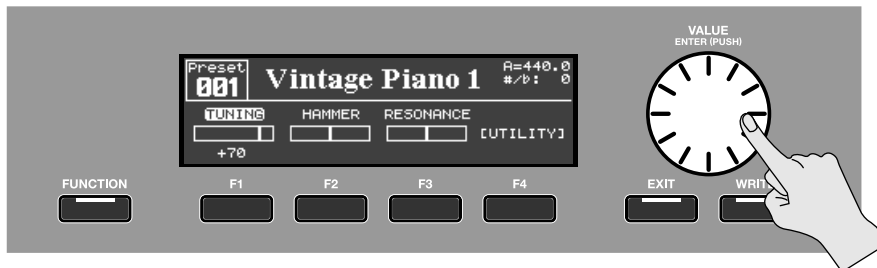 VALUE
ENTER (PUSH)
Preset
001
Vintage Piano 1
A=440.0
#/♭: 0
TUNING HAMMER RESONANCE
[UTILITY]
+70
FUNCTION F1 F2 F3 F4 EXIT